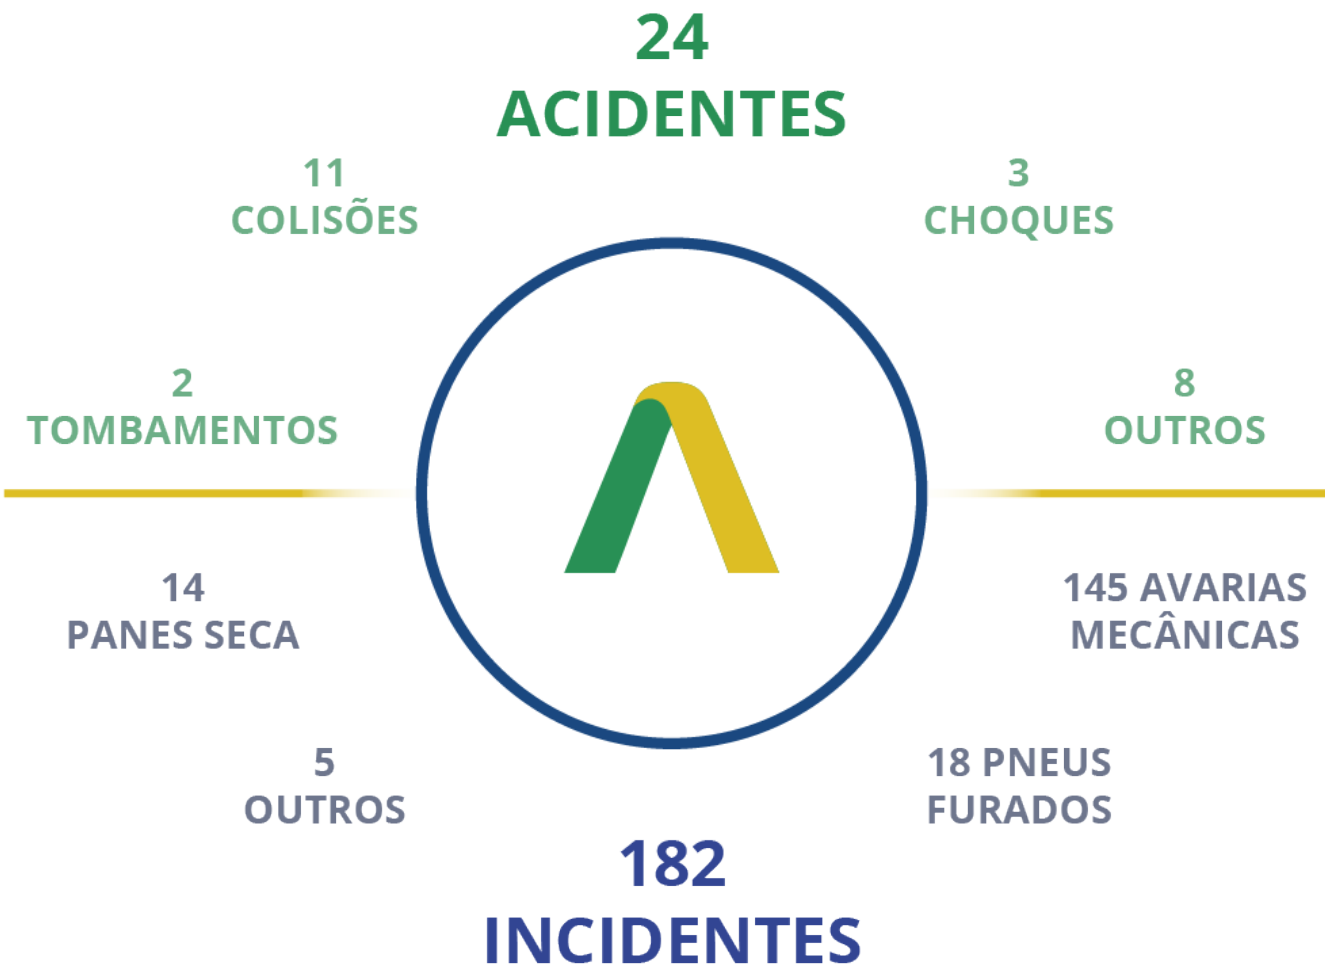 24
ACIDENTES
11
COLISÕES
3
CHOQUES
2
TOMBAMENTOS
8
OUTROS
14
PANES SECA
145 AVARIAS
MECÂNICAS
5
OUTROS
18 PNEUS
FURADOS
182
INCIDENTES